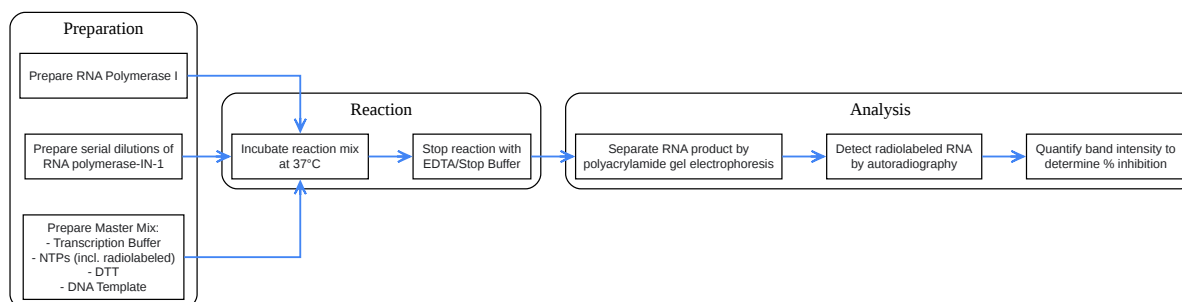 Preparation
Prepare RNA Polymerase I
Prepare serial dilutions of
RNA polymerase-IN-1
Prepare Master Mix:
- Transcription Buffer
- NTPs (incl. radiolabeled)
- DTT
- DNA Template
Reaction
Incubate reaction mix
at 37°C
Stop reaction with
EDTA/Stop Buffer
Analysis
Separate RNA product by
polyacrylamide gel electrophoresis
Detect radiolabeled RNA
by autoradiography
Quantify band intensity to
determine % inhibition